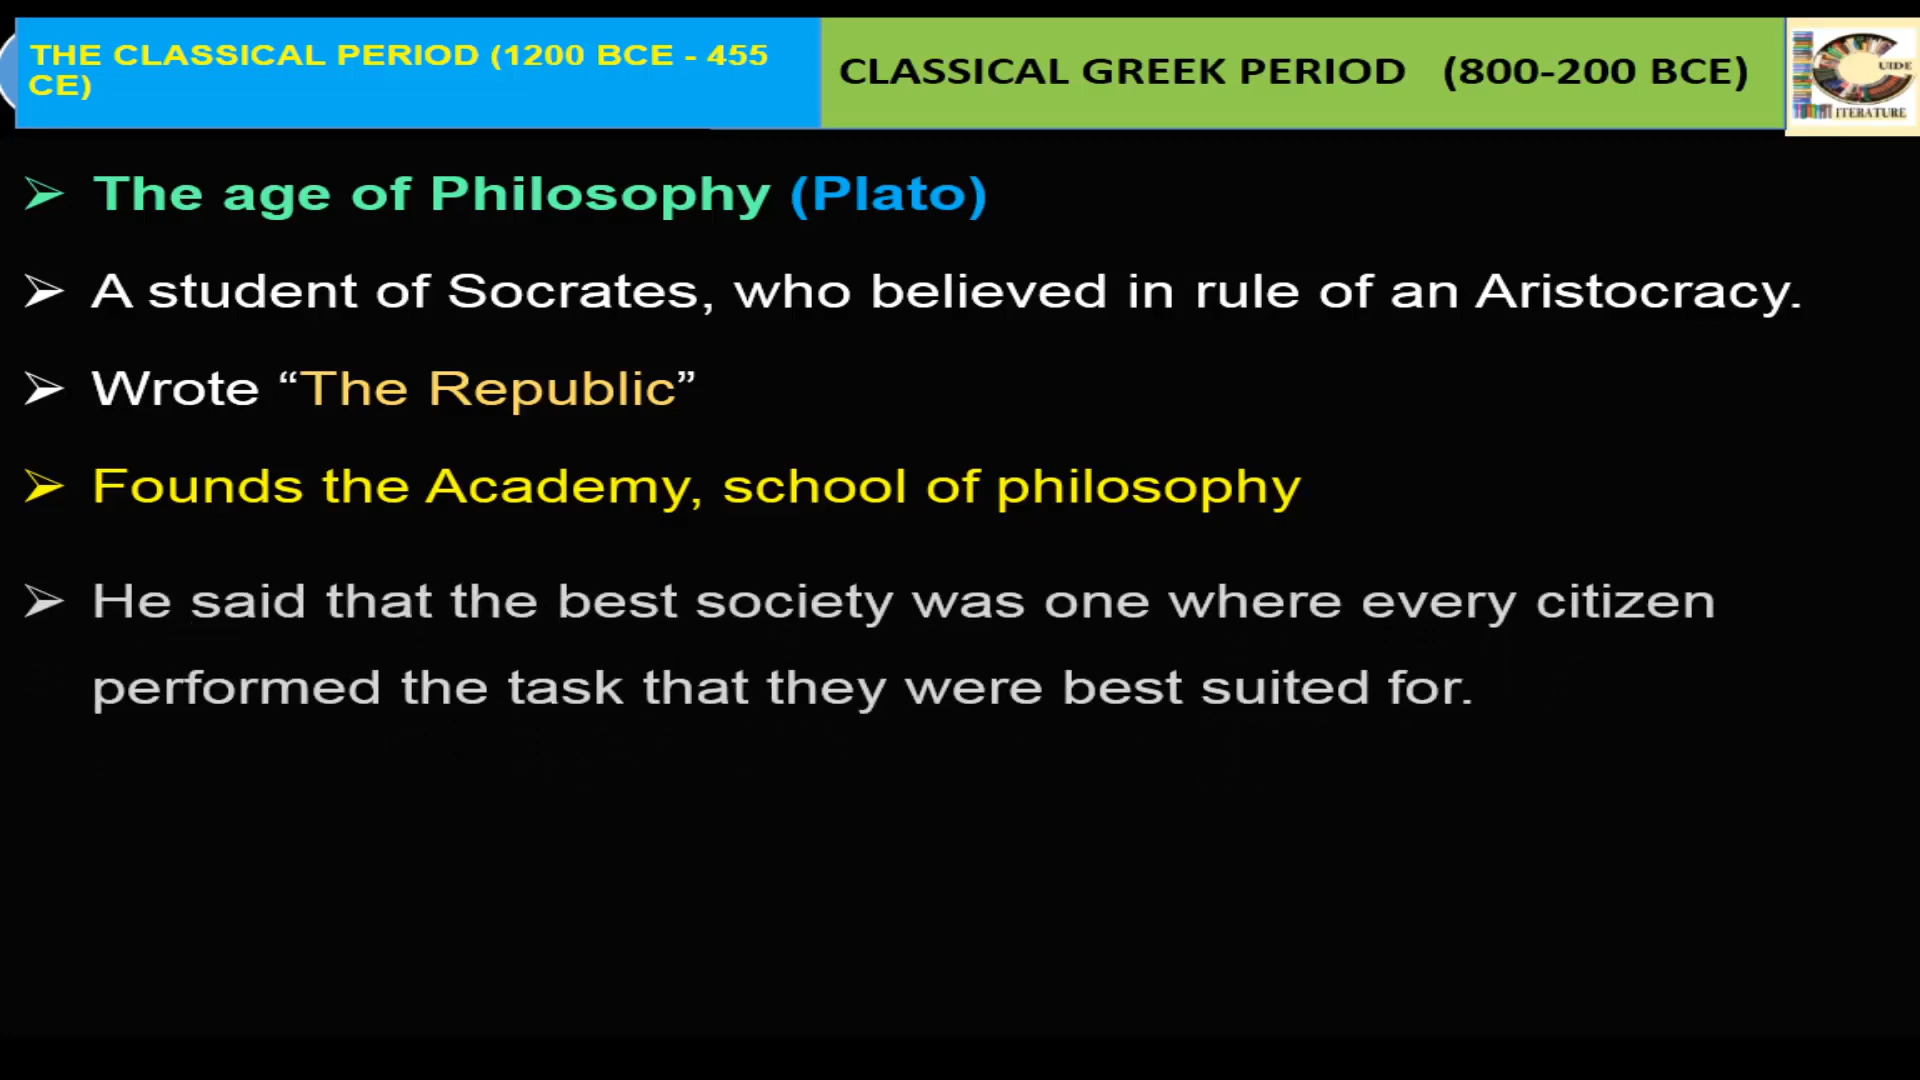 THE CLASSICAL PERIOD (1200 BCE - 455
CE)
CLASSICAL GREEK PERIOD (800-200 BCE)
UIDE
ITERATURE
➢ The age of Philosophy (Plato)
➢ A student of Socrates, who believed in rule of an Aristocracy.
➢ Wrote “The Republic”
➢ Founds the Academy, school of philosophy
➢ He said that the best society was one where every citizen
performed the task that they were best suited for.